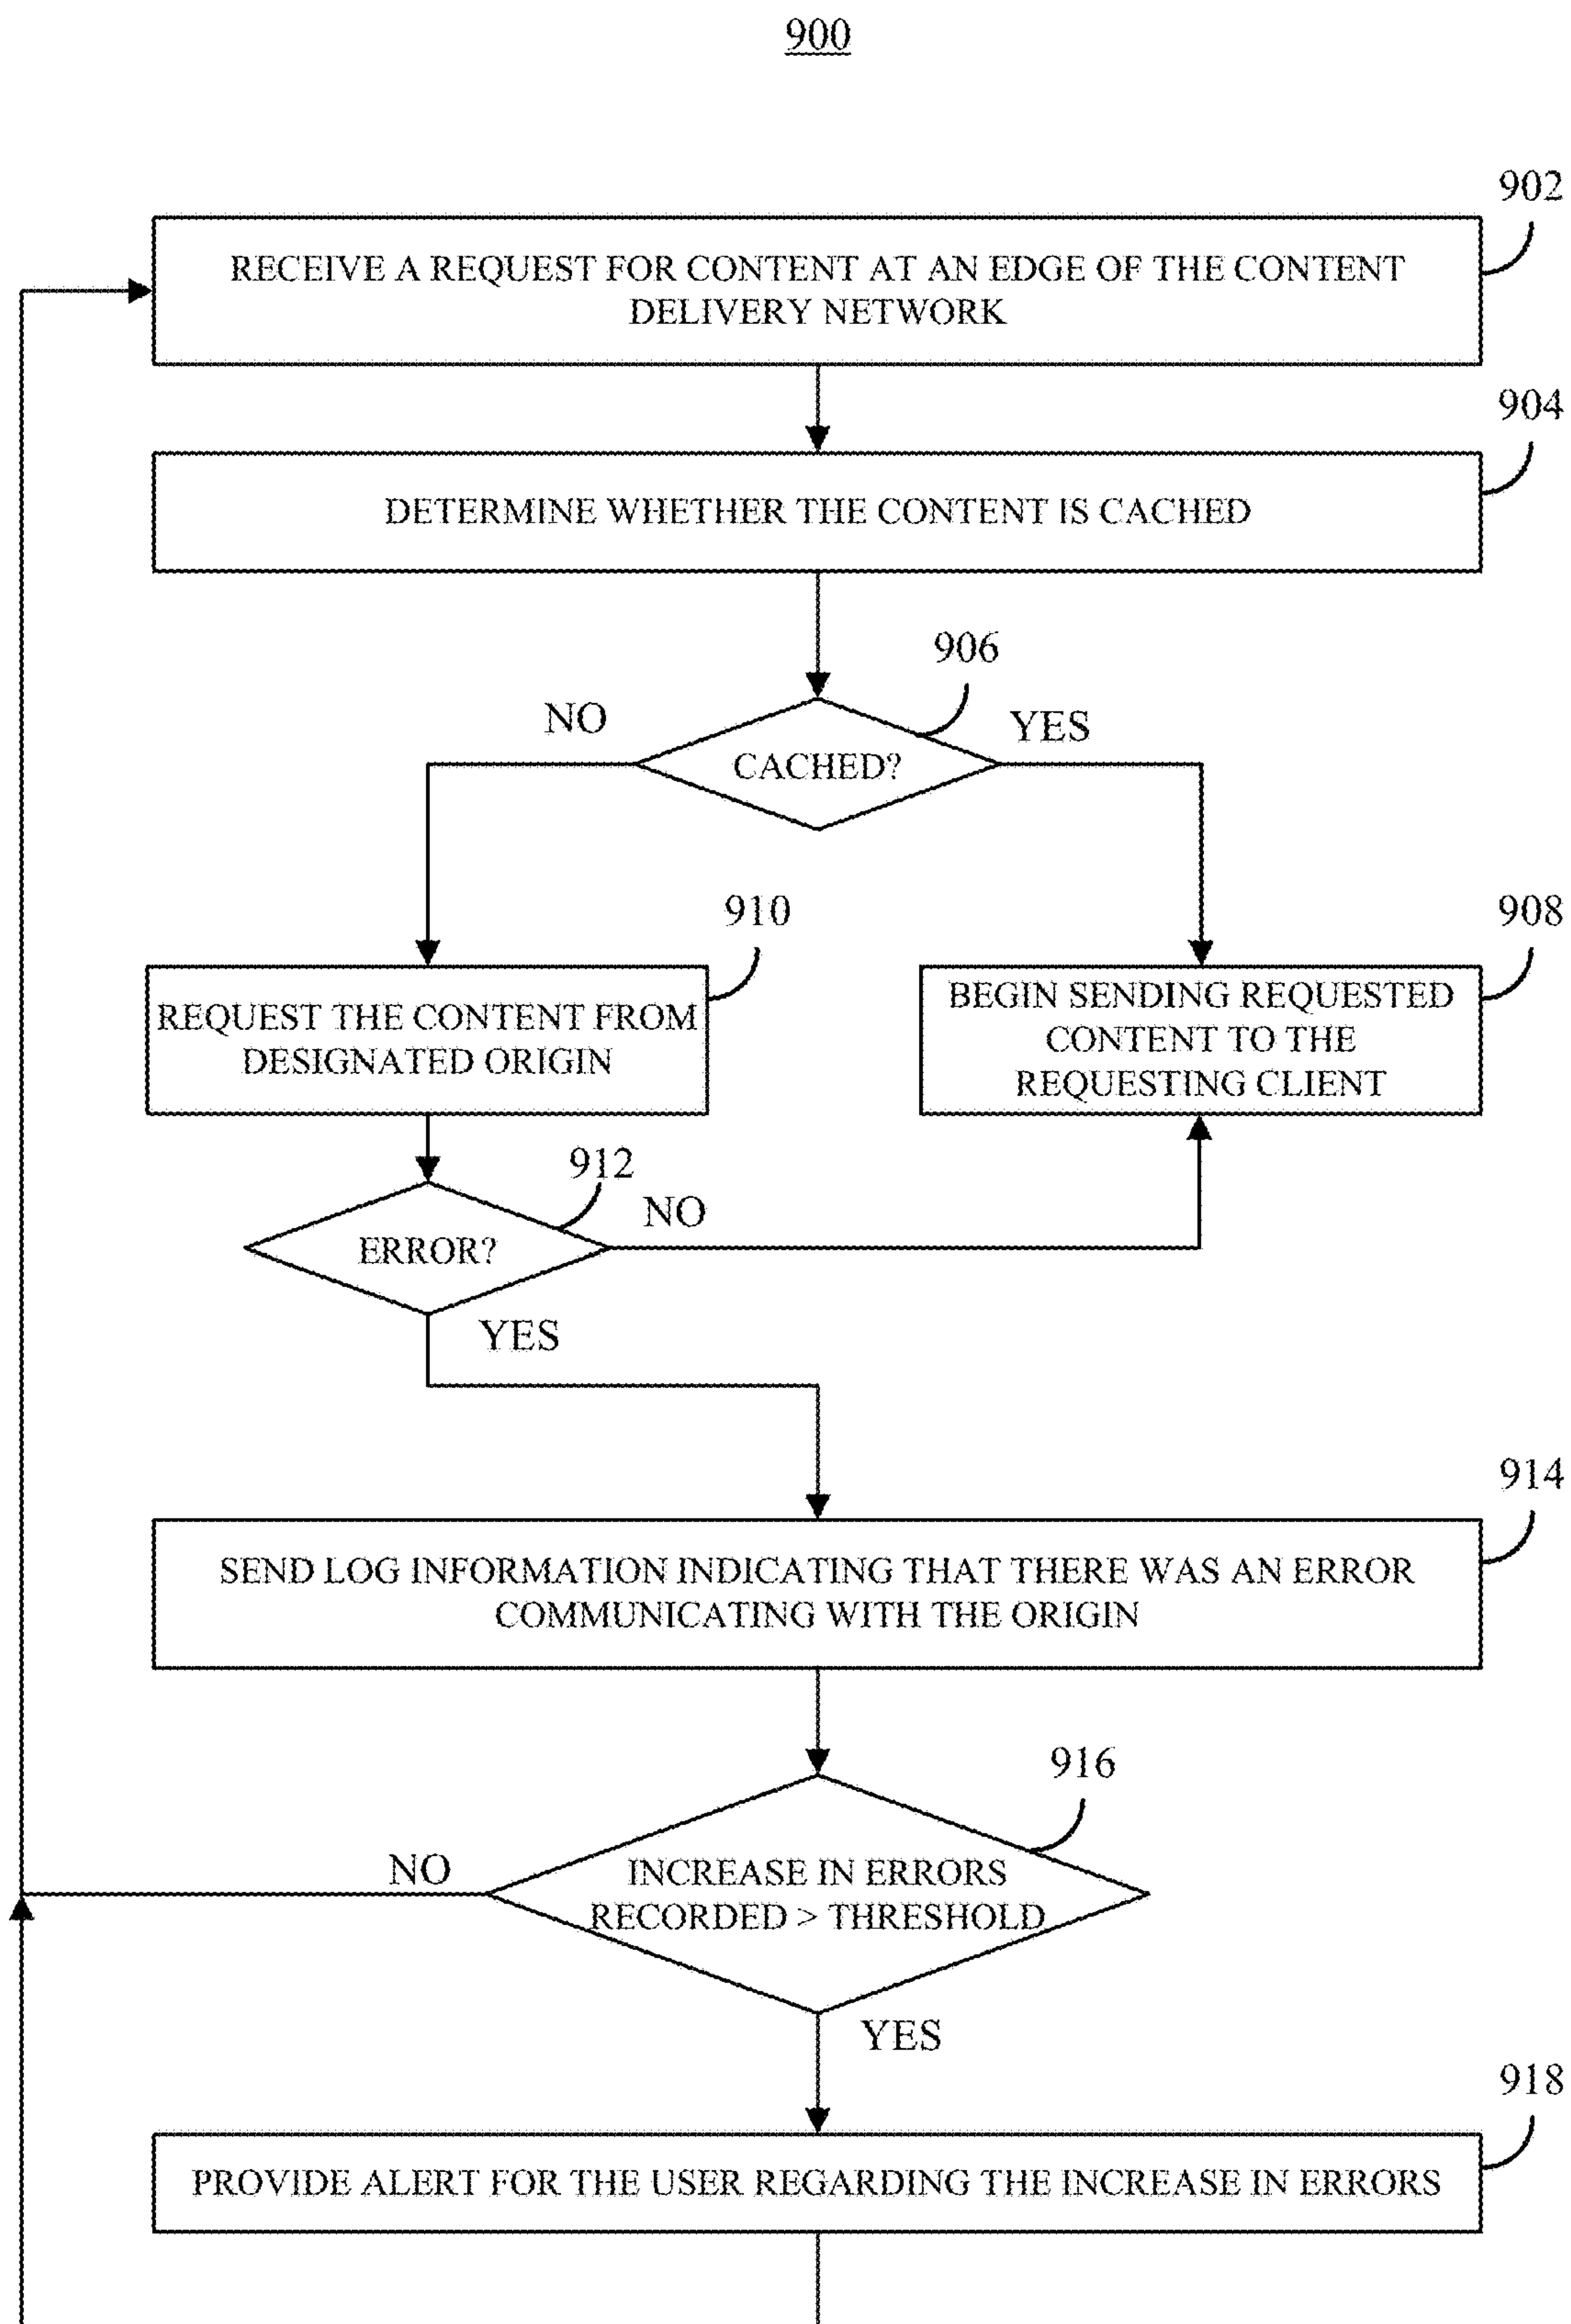 900
902
RECEIVE A REQUEST FOR CONTENT AT AN EDGE OF THE CONTENT
DELIVERY NETWORK
904
DETERMINE WHETHER THE CONTENT IS CACHED
906
NO
YES
CACHED?
910
908
REQUEST THE CONTENT FROM
DESIGNATED ORIGIN
BEGIN SENDING REQUESTED
CONTENT TO THE
REQUESTING CLIENT
912
NO
ERROR?
YES
914
SEND LOG INFORMATION INDICATING THAT THERE WAS AN ERROR
COMMUNICATING WITH THE ORIGIN
916
NO
INCREASE IN ERRORS
RECORDED > THRESHOLD
YES
918
PROVIDE ALERT FOR THE USER REGARDING THE INCREASE IN ERRORS